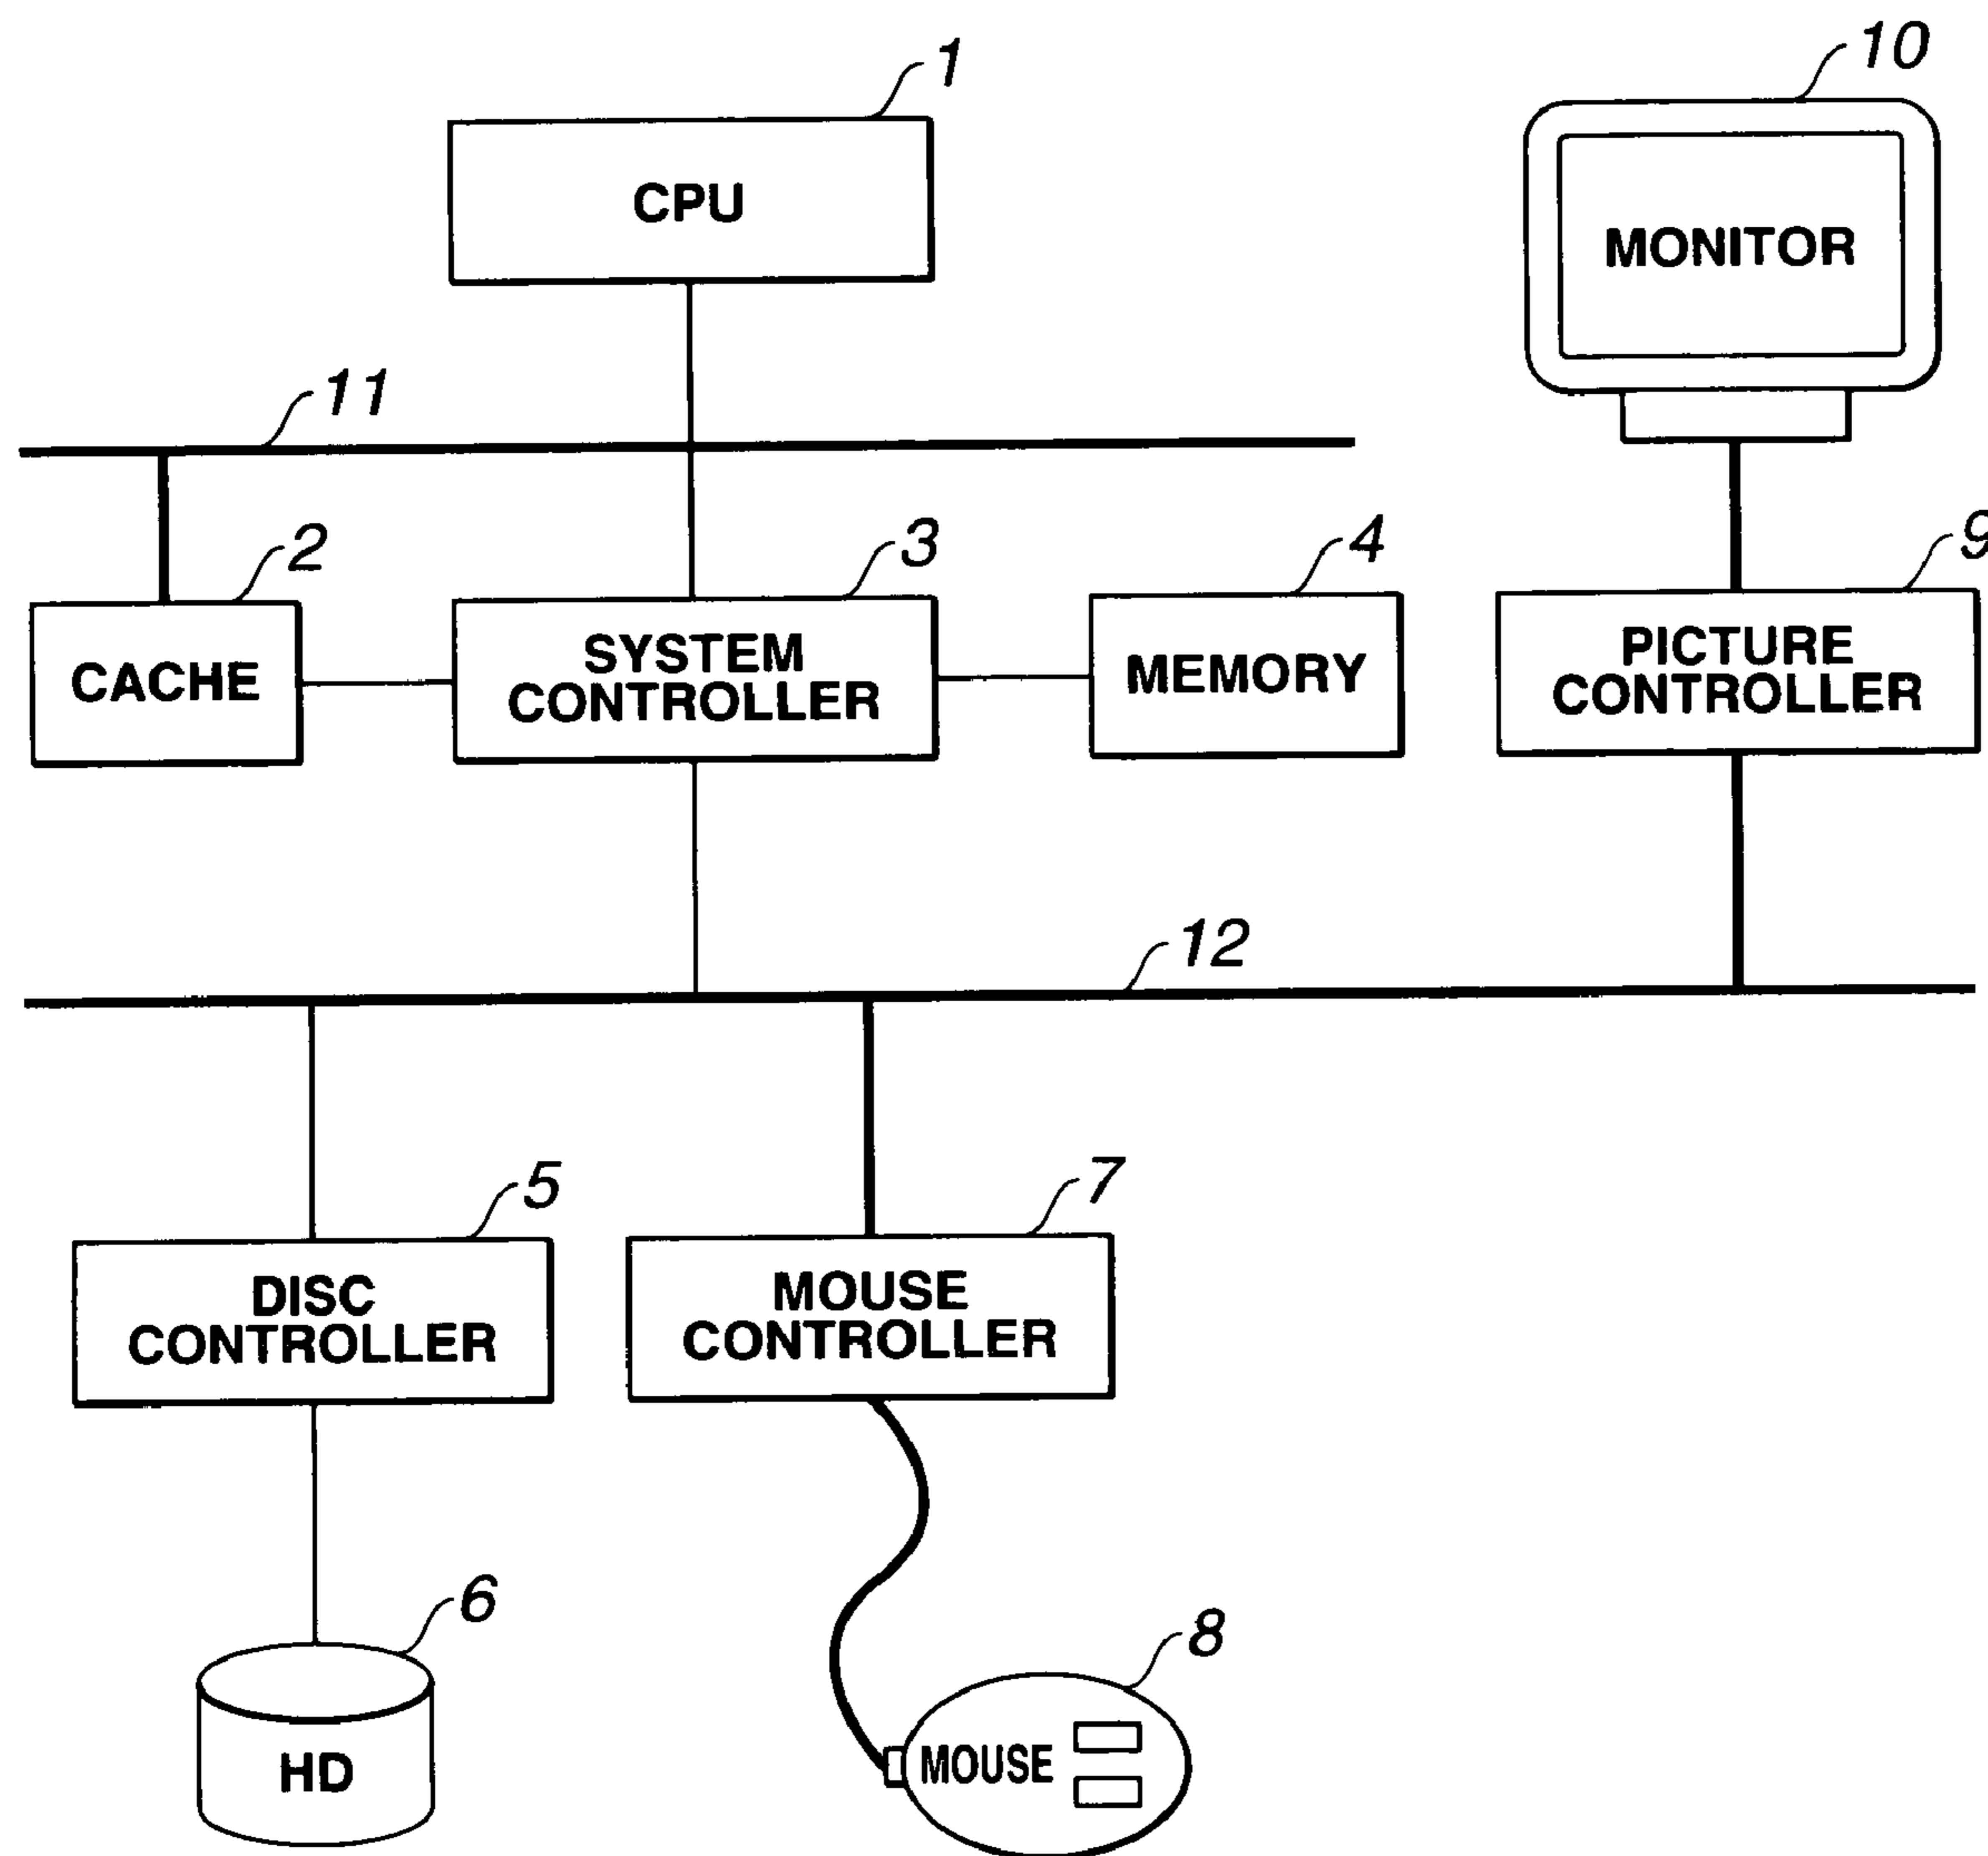 1
CPU
10
MONITOR
11
2
CACHE
3
SYSTEM
CONTROLLER
4
MEMORY
9
PICTURE
CONTROLLER
12
5
DISC
CONTROLLER
7
MOUSE
CONTROLLER
6
HD
8
MOUSE